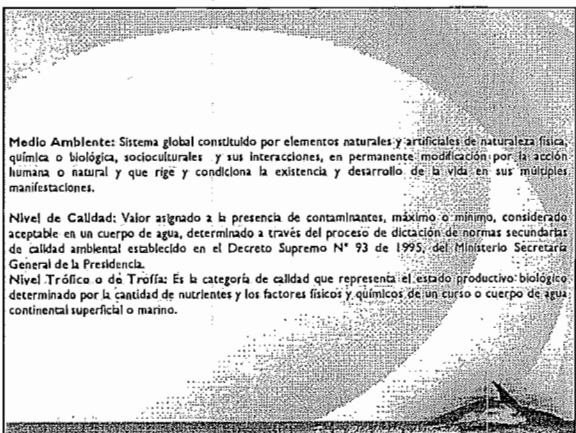 Medio Ambiente: Sistema global constituido por elementos naturales y artificiales de naturaleza física,
química o biológica, socioculturales y sus interacciones, en permanente modificación por la acción
humana o natural y que rige y condiciona la existencia y desarrollo de la vida en sus múltiples
manifestaciones.
Nivel de Calidad: Valor asignado a la presencia de contaminantes, máximo o mínimo, considerado
aceptable en un cuerpo de agua, determinado a través del proceso de dictación de normas secundarias
de calidad ambiental establecido en el Decreto Supremo N° 93 de 1995, del Ministerio Secretaría
General de la Presidencia.
Nivel Trófico o de Trofía: Es la categoría de calidad que representa el estado productivo biológico
determinado por la cantidad de nutrientes y los factores físicos y químicos de un curso o cuerpo de agua
continental superficial o marino.